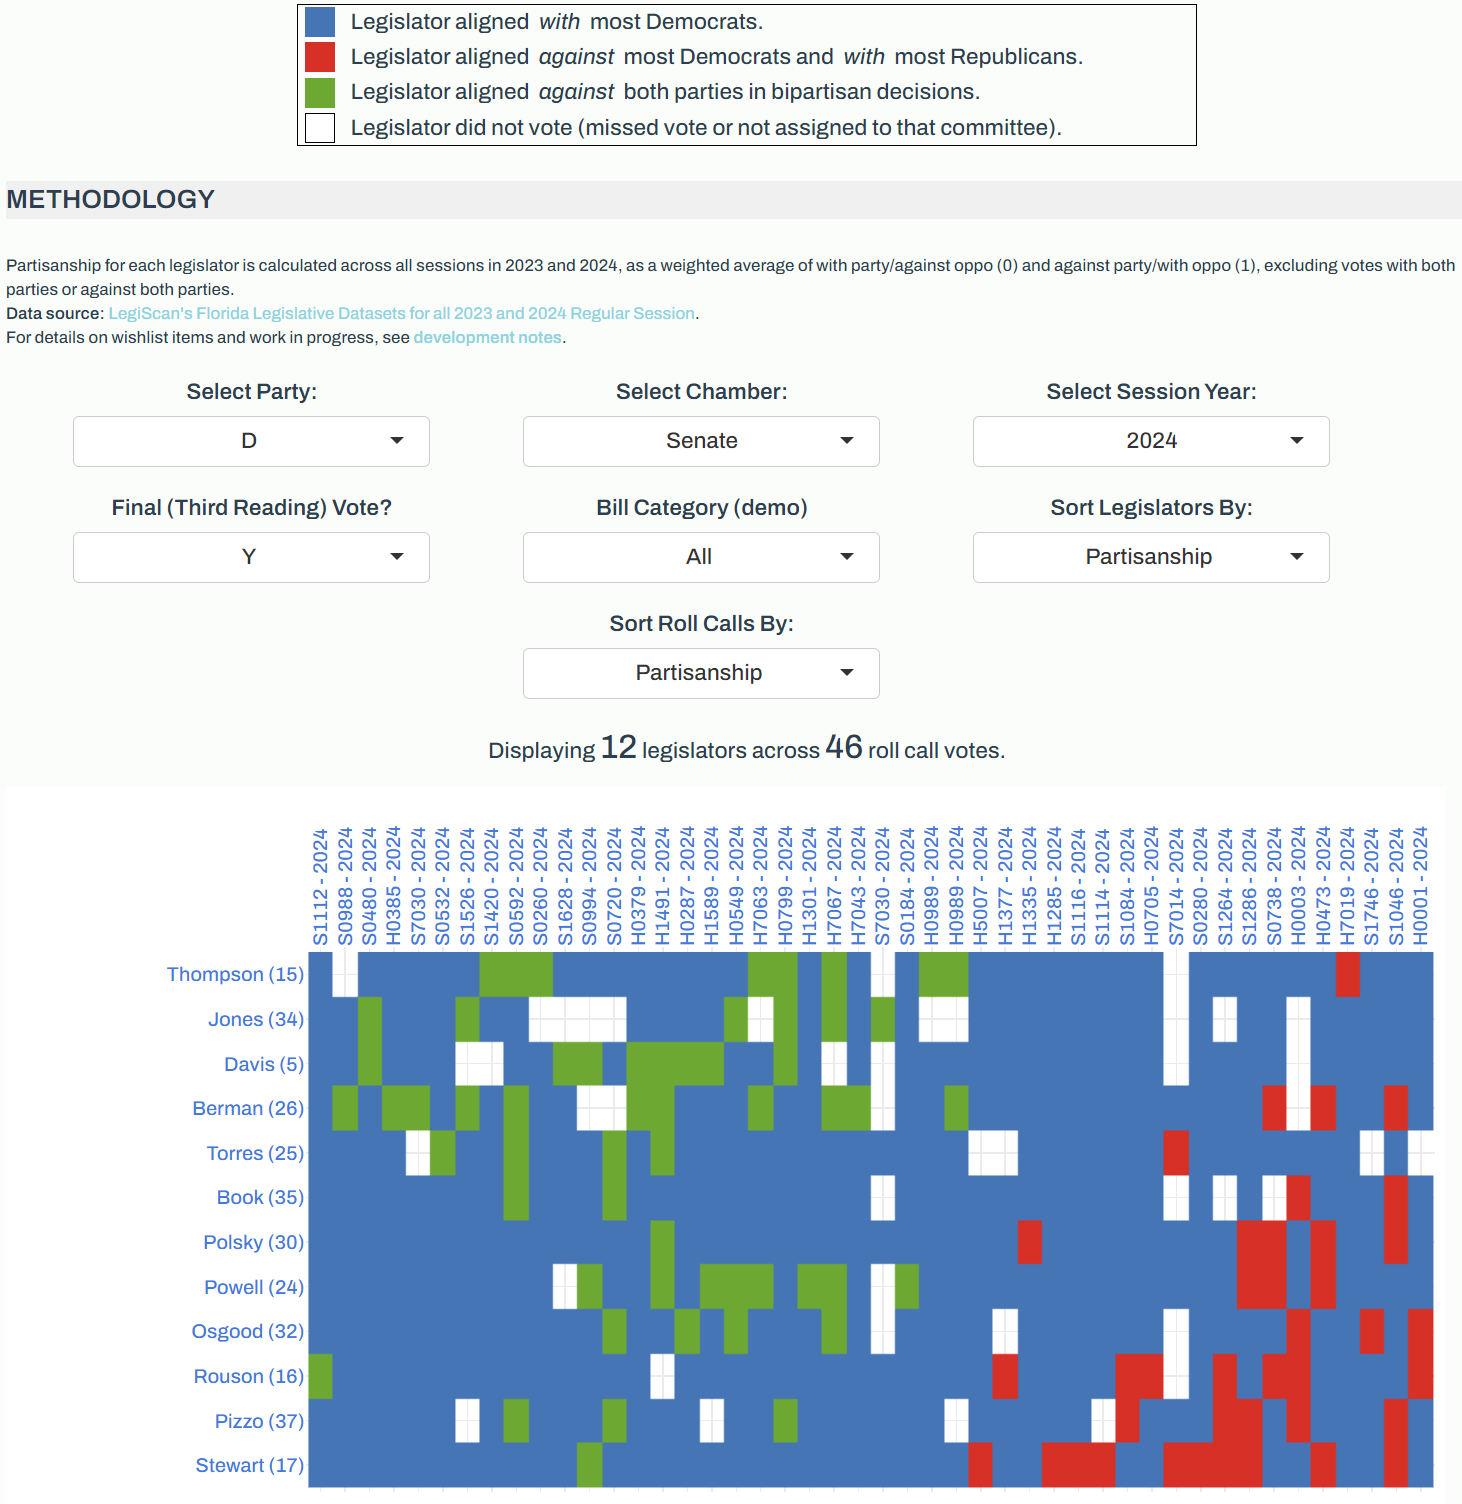 Legislator aligned with most Democrats.
Legislator aligned against most Democrats and with most Republicans.
Legislator aligned against both parties in bipartisan decisions.
Legislator did not vote (missed vote or not assigned to that committee).
METHODOLOGY
Partisanship for each legislator is calculated across all sessions in 2023 and 2024, as a weighted average of with party/against oppo (0) and against party/with oppo (1), excluding votes with both
parties or against both parties.
Data source: LegiScan's Florida Legislative Datasets for all 2023 and 2024 Regular Session.
For details on wishlist items and work in progress, see development notes.
Select Party:
Select Chamber:
Select Session Year:
D
Senate
2024
Final (Third Reading) Vote?
Bill Category (demo)
Sort Legislators By:
Y
All
Partisanship
Sort Roll Calls By:
Partisanship
Displaying 12 legislators across 46 roll call votes.
S1112 - 2024
S0988 - 2024
S0480 - 2024
H0385 - 2024
S7030 - 2024
S0532 - 2024
S1526 - 2024
S1420 - 2024
S0592 - 2024
S0260 - 2024
S1628 - 2024
S0994 - 2024
S0720 - 2024
H0379 - 2024
H1491 - 2024
H0287 - 2024
H1589 - 2024
H0549 - 2024
H7063 - 2024
H0799 - 2024
H1301 - 2024
H7067 - 2024
H7043 - 2024
S7030 - 2024
S0184 - 2024
H0989 - 2024
H0989 - 2024
H5007 - 2024
H1377 - 2024
H1335 - 2024
H1285 - 2024
S1116 - 2024
S1114 - 2024
S1084 - 2024
H0705 - 2024
S7014 - 2024
S0280 - 2024
S1264 - 2024
S1286 - 2024
S0738 - 2024
H0003 - 2024
H0473 - 2024
H7019 - 2024
S1746 - 2024
S1046 - 2024
H0001 - 2024
Thompson (15)
Jones (34)
Davis (5)
Berman (26)
Torres (25)
Book (35)
Polsky (30)
Powell (24)
Osgood (32)
Rouson (16)
Pizzo (37)
Stewart (17)